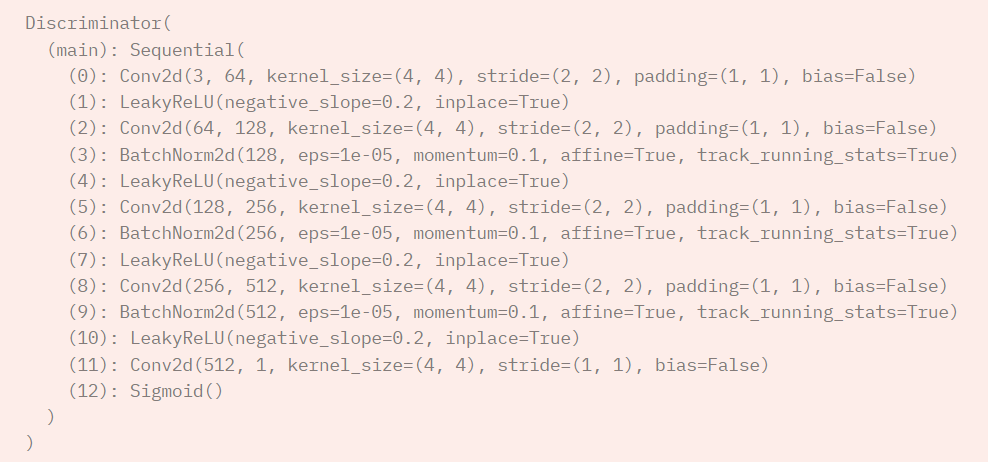 Discriminator(
  (main): Sequential(
    (0): Conv2d(3, 64, kernel_size=(4, 4), stride=(2, 2), padding=(1, 1), bias=False)
    (1): LeakyReLU(negative_slope=0.2, inplace=True)
    (2): Conv2d(64, 128, kernel_size=(4, 4), stride=(2, 2), padding=(1, 1), bias=False)
    (3): BatchNorm2d(128, eps=1e-05, momentum=0.1, affine=True, track_running_stats=True)
    (4): LeakyReLU(negative_slope=0.2, inplace=True)
    (5): Conv2d(128, 256, kernel_size=(4, 4), stride=(2, 2), padding=(1, 1), bias=False)
    (6): BatchNorm2d(256, eps=1e-05, momentum=0.1, affine=True, track_running_stats=True)
    (7): LeakyReLU(negative_slope=0.2, inplace=True)
    (8): Conv2d(256, 512, kernel_size=(4, 4), stride=(2, 2), padding=(1, 1), bias=False)
    (9): BatchNorm2d(512, eps=1e-05, momentum=0.1, affine=True, track_running_stats=True)
    (10): LeakyReLU(negative_slope=0.2, inplace=True)
    (11): Conv2d(512, 1, kernel_size=(4, 4), stride=(1, 1), bias=False)
    (12): Sigmoid()
  )
)